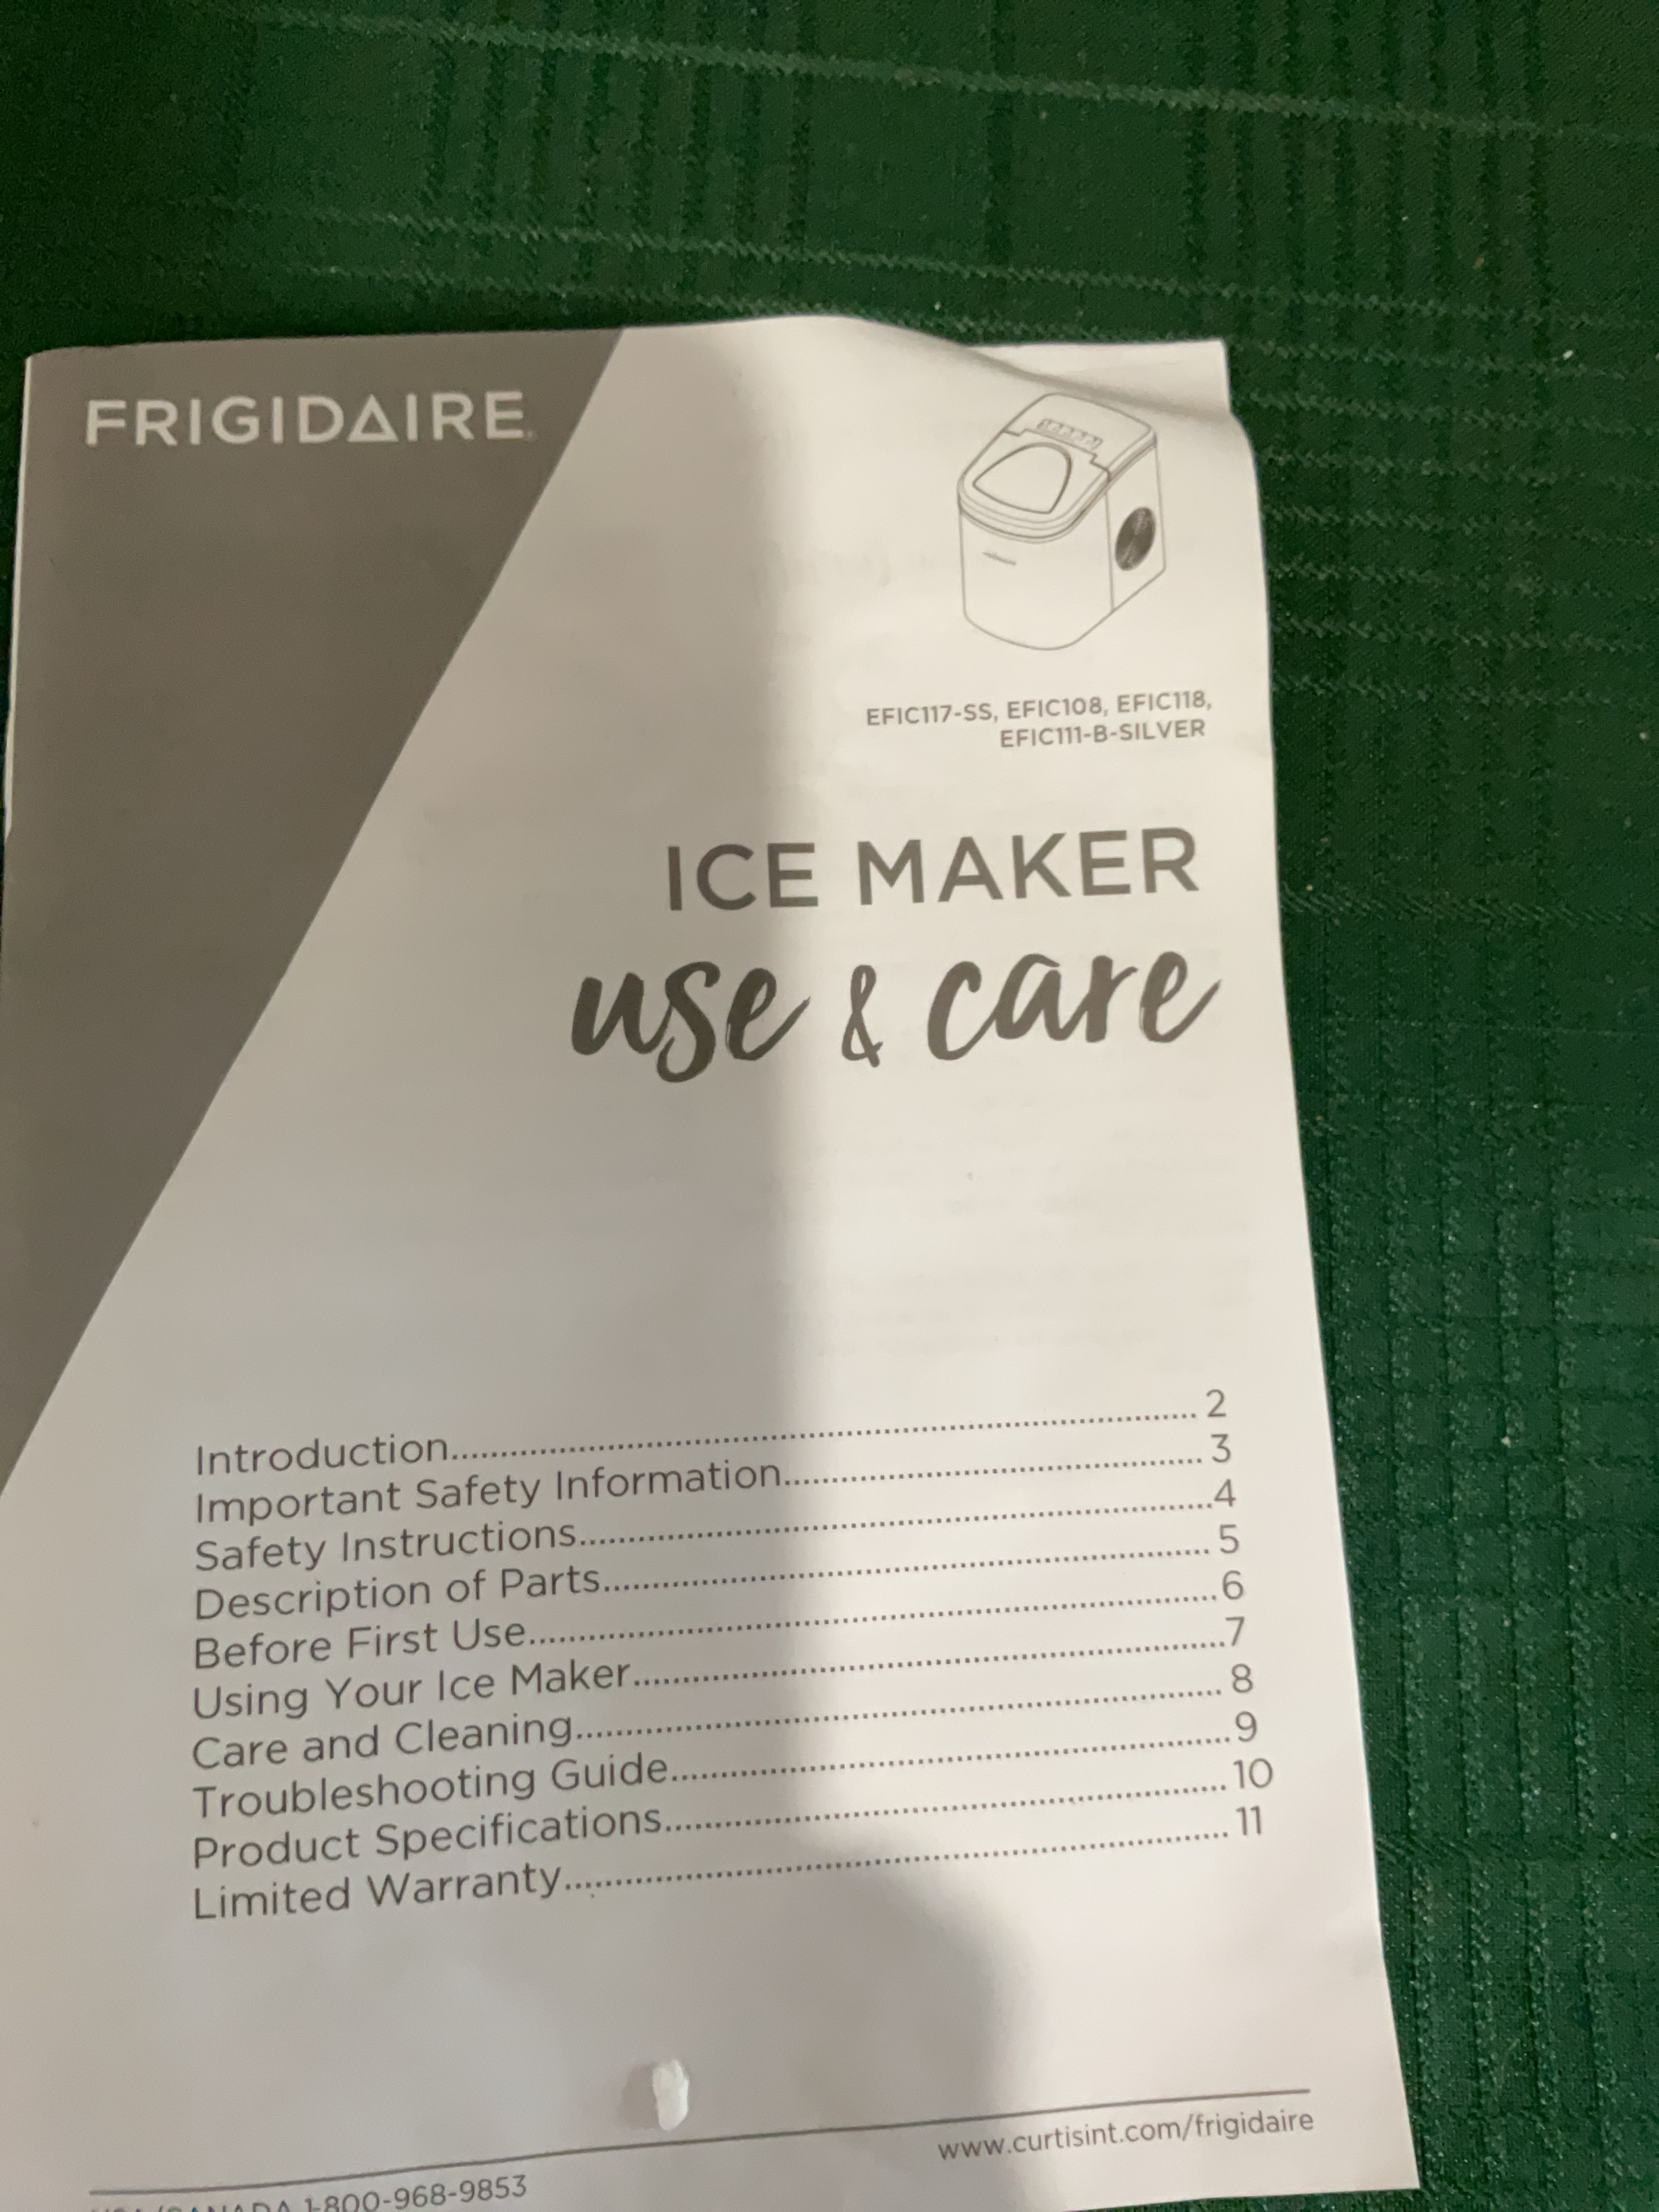 FRIGIDAIRE
EFIC117-SS, EFIC108, EFIC118,
EFIC111-B-SILVER
ICE MAKER
use & care
Introduction.......... 2
Important Safety Information.......... 3
Safety Instructions..........4
Description of Parts.......... 5
Before First Use..........6
Using Your Ice Maker..........7
Care and Cleaning.......... 8
Troubleshooting Guide..........9
Product Specifications..........10
Limited Warranty.......... 11
www.curtisint.com/frigidaire
USA/CANADA 1-800-968-9853